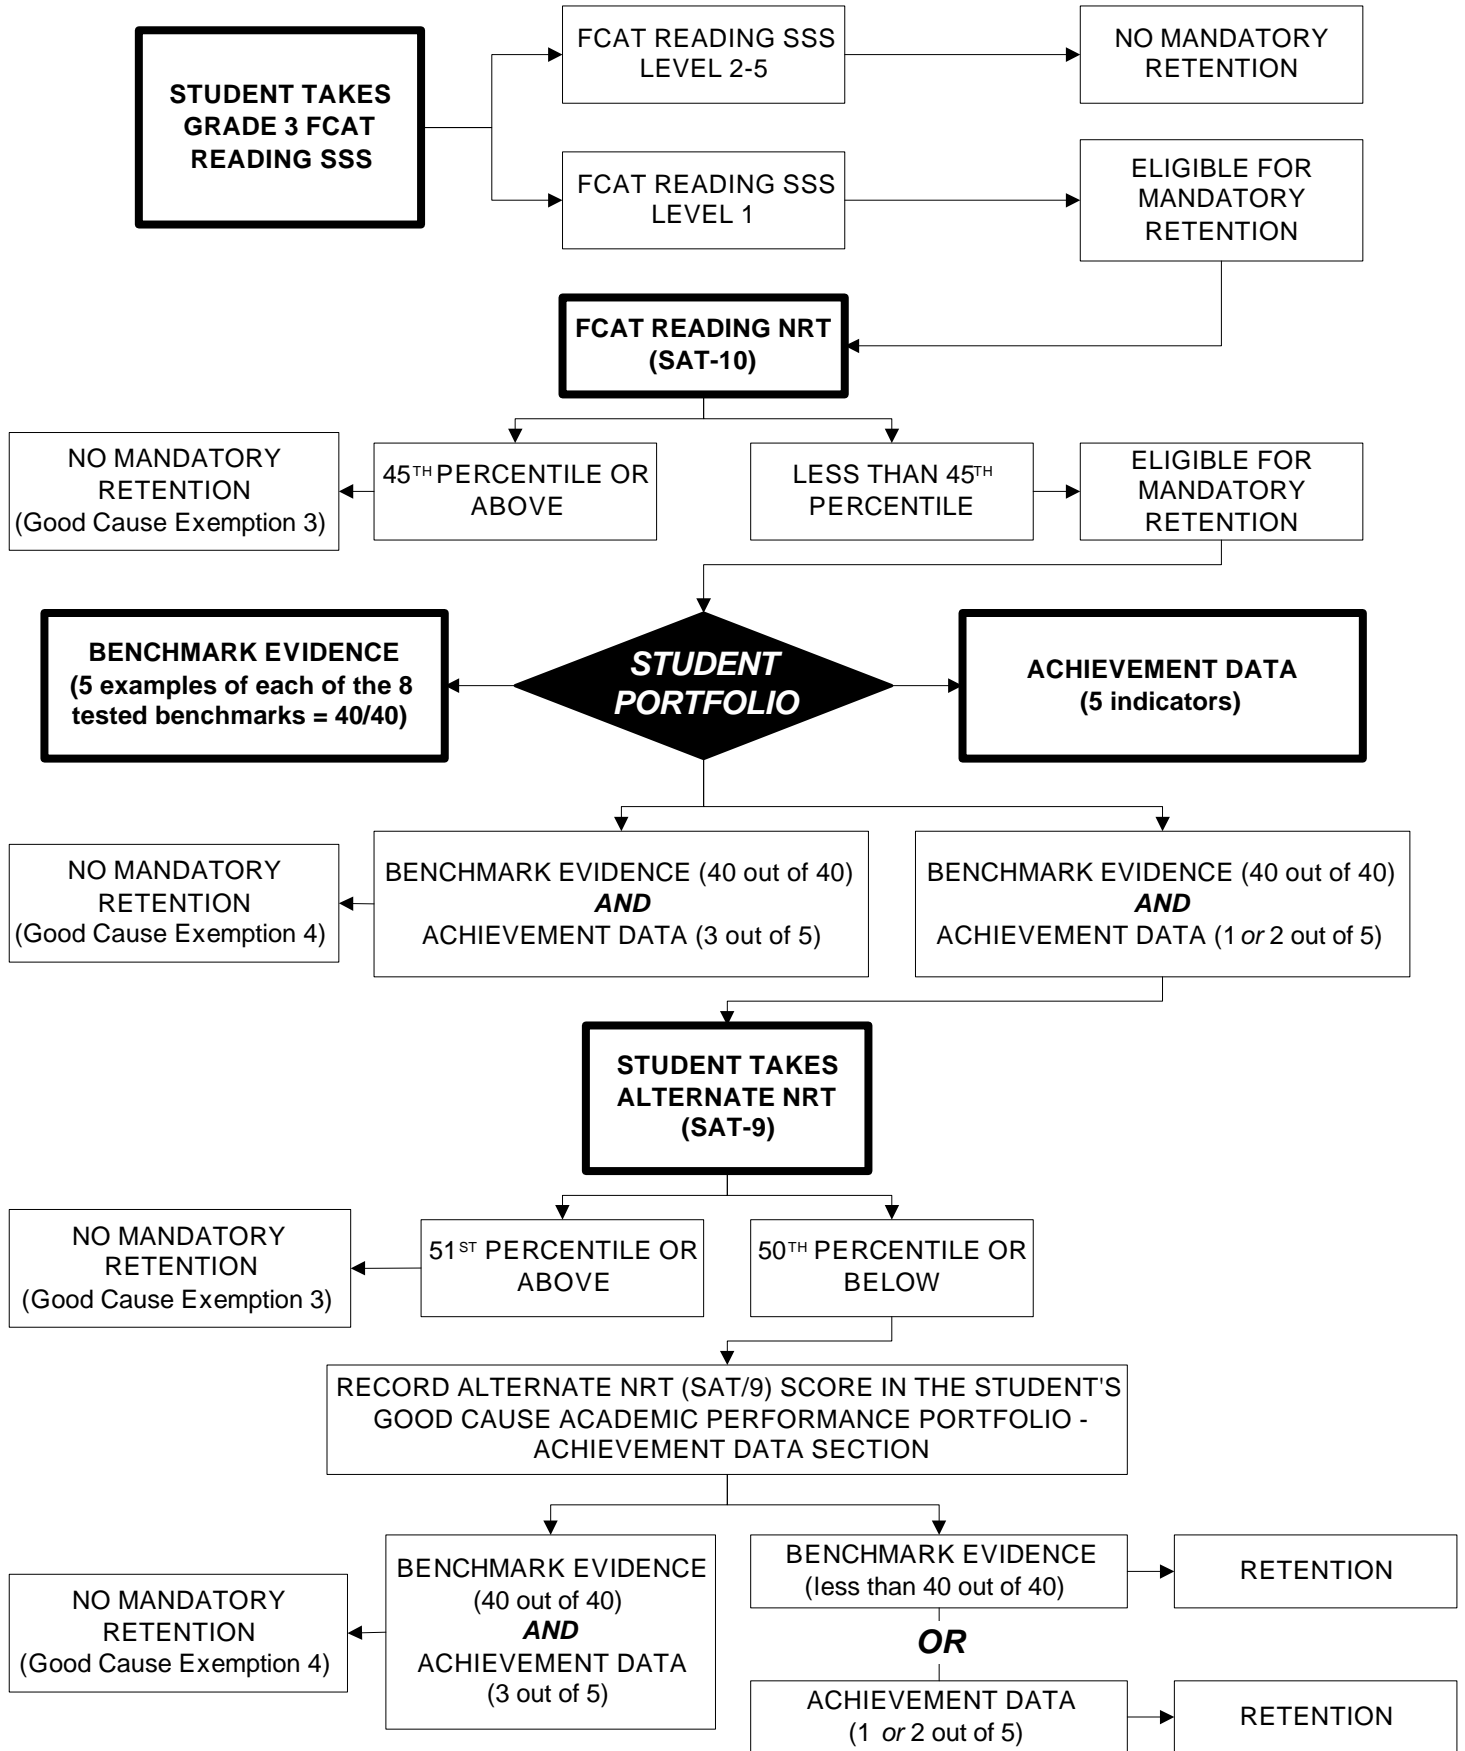 STUDENT TAKES
GRADE 3 FCAT
READING SSS
FCAT READING SSS
LEVEL 2-5
NO MANDATORY
RETENTION
FCAT READING SSS
LEVEL 1
ELIGIBLE FOR
MANDATORY
RETENTION
FCAT READING NRT
(SAT-10)
NO MANDATORY
RETENTION
(Good Cause Exemption 3)
45TH PERCENTILE OR
ABOVE
LESS THAN 45TH
PERCENTILE
ELIGIBLE FOR
MANDATORY
RETENTION
BENCHMARK EVIDENCE
(5 examples of each of the 8
tested benchmarks = 40/40)
STUDENT
PORTFOLIO
ACHIEVEMENT DATA
(5 indicators)
NO MANDATORY
RETENTION
(Good Cause Exemption 4)
BENCHMARK EVIDENCE (40 out of 40)
AND
ACHIEVEMENT DATA (3 out of 5)
BENCHMARK EVIDENCE (40 out of 40)
AND
ACHIEVEMENT DATA (1 or 2 out of 5)
STUDENT TAKES
ALTERNATE NRT
(SAT-9)
NO MANDATORY
RETENTION
(Good Cause Exemption 3)
51ST PERCENTILE OR
ABOVE
50TH PERCENTILE OR
BELOW
RECORD ALTERNATE NRT (SAT/9) SCORE IN THE STUDENT'S
GOOD CAUSE ACADEMIC PERFORMANCE PORTFOLIO -
ACHIEVEMENT DATA SECTION
NO MANDATORY
RETENTION
(Good Cause Exemption 4)
BENCHMARK EVIDENCE
(40 out of 40)
AND
ACHIEVEMENT DATA
(3 out of 5)
BENCHMARK EVIDENCE
(less than 40 out of 40)
RETENTION
OR
ACHIEVEMENT DATA
(1 or 2 out of 5)
RETENTION